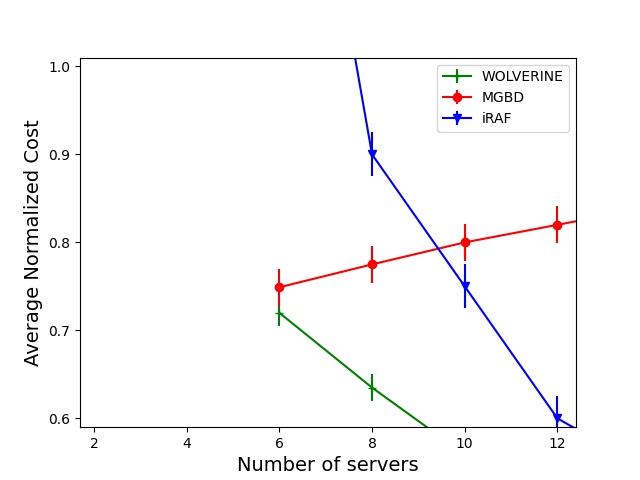 WOLVERINE
MGBD
iRAF
Average Normalized Cost
1.0
0.9
0.8
0.7
0.6
2 4 6 8 10 12
Number of servers